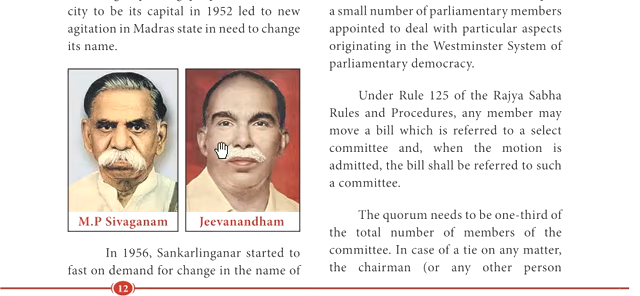 city to be its capital in 1952 led to new
agitation in Madras state in need to change
its name.
M.P Sivaganam
Jeevanandham
In 1956, Sankarlinganar started to
fast on demand for change in the name of
a small number of parliamentary members
appointed to deal with particular aspects
originating in the Westminster System of
parliamentary democracy.
Under Rule 125 of the Rajya Sabha
Rules and Procedures, any member may
move a bill which is referred to a select
committee and, when the motion is
admitted, the bill shall be referred to such
a committee.
The quorum needs to be one-third of
the total number of members of the
committee. In case of a tie on any matter,
the chairman (or any other person
12